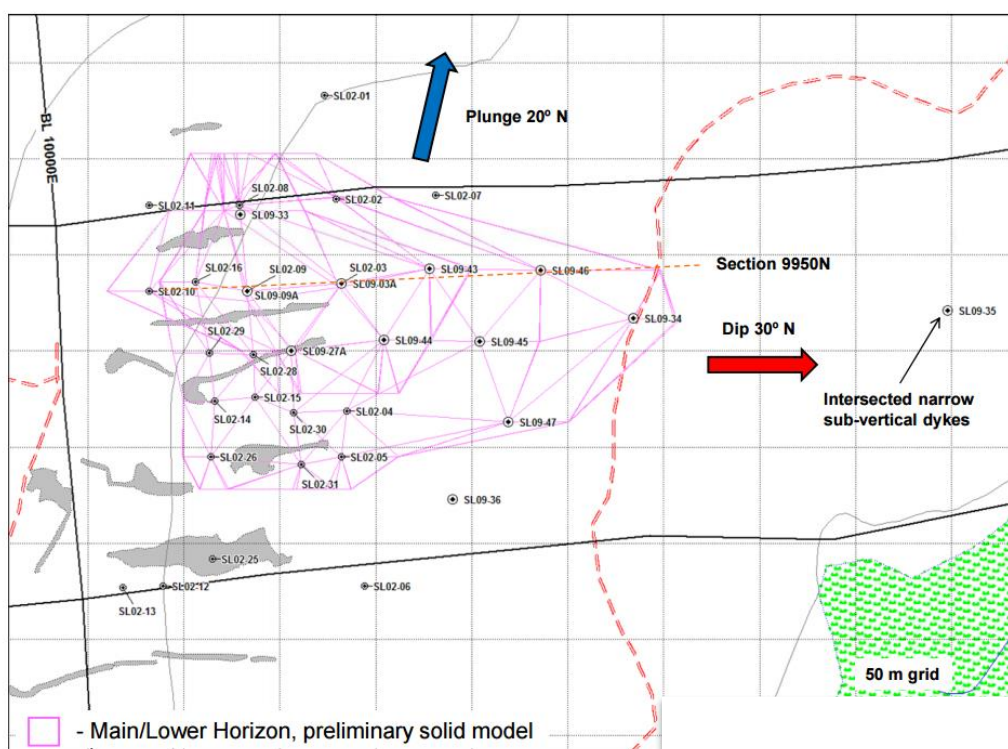 SL02-01
Plunge 20º N
BL 10000E
SL02-08
SL02-11
SL02-02
SL02-07
SL09-33
SL02-16
SL02-09
SL02-03
SL09-43
SL09-46
Section 9950N
SL02-10
SL09-09A
SL09-03A
SL09-35
SL09-34
SL02-29
Dip 30º N
SL09-27A
SL09-44
SL09-45
SL02-28
SL02-15
SL02-14
SL02-30
SL02-04
Intersected narrow
sub-vertical dykes
SL09-47
SL02-26
SL02-05
SL02-31
SL09-36
SL02-25
SL02-12
SL02-06
SL02-13
50 m grid
- Main/Lower Horizon, preliminary solid model